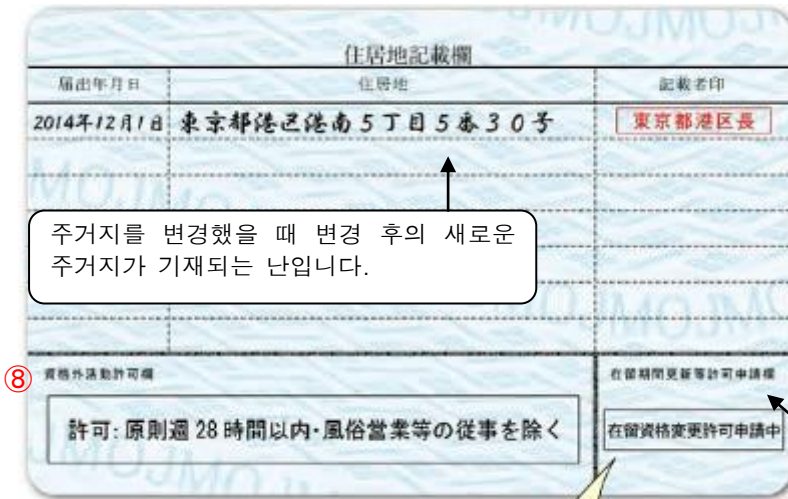 住居地記載欄
届出年月日 住居地 記載者印
2014年12月1日 東京都港区港南5丁目5番30号 東京都港区長
주거지를 변경했을 때 변경 후의 새로운
주거지가 기재되는 난입니다.
⑧ 資格外活動許可欄 在留期間更新等許可申請欄
許可: 原則週28時間以内・風俗営業等の従事を除く 在留資格変更許可申請中
MOJMOJ